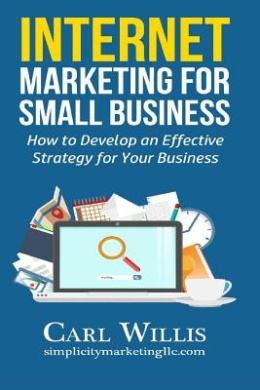 INTERNET
MARKETING FOR
SMALL BUSINESS
How to Develop an Effective
Strategy for Your Business
CARL WILLIS
simplicitymarketingllc.com